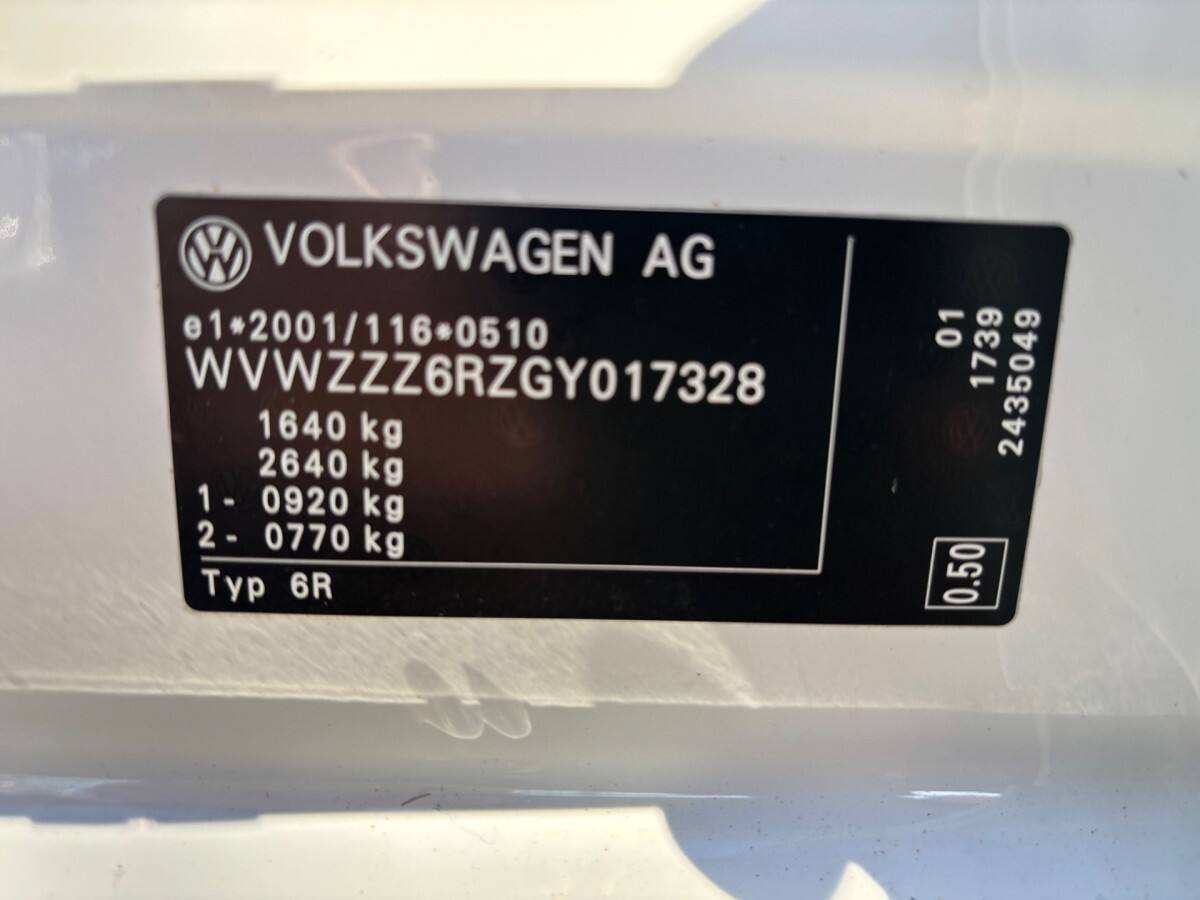 VOLKSWAGEN AG
e1*2001/116*0510
WVWZZZ6RZGY017328
1640 kg
2640 kg
1- 0920 kg
2- 0770 kg
Typ 6R
01
1739
2435049
0.50